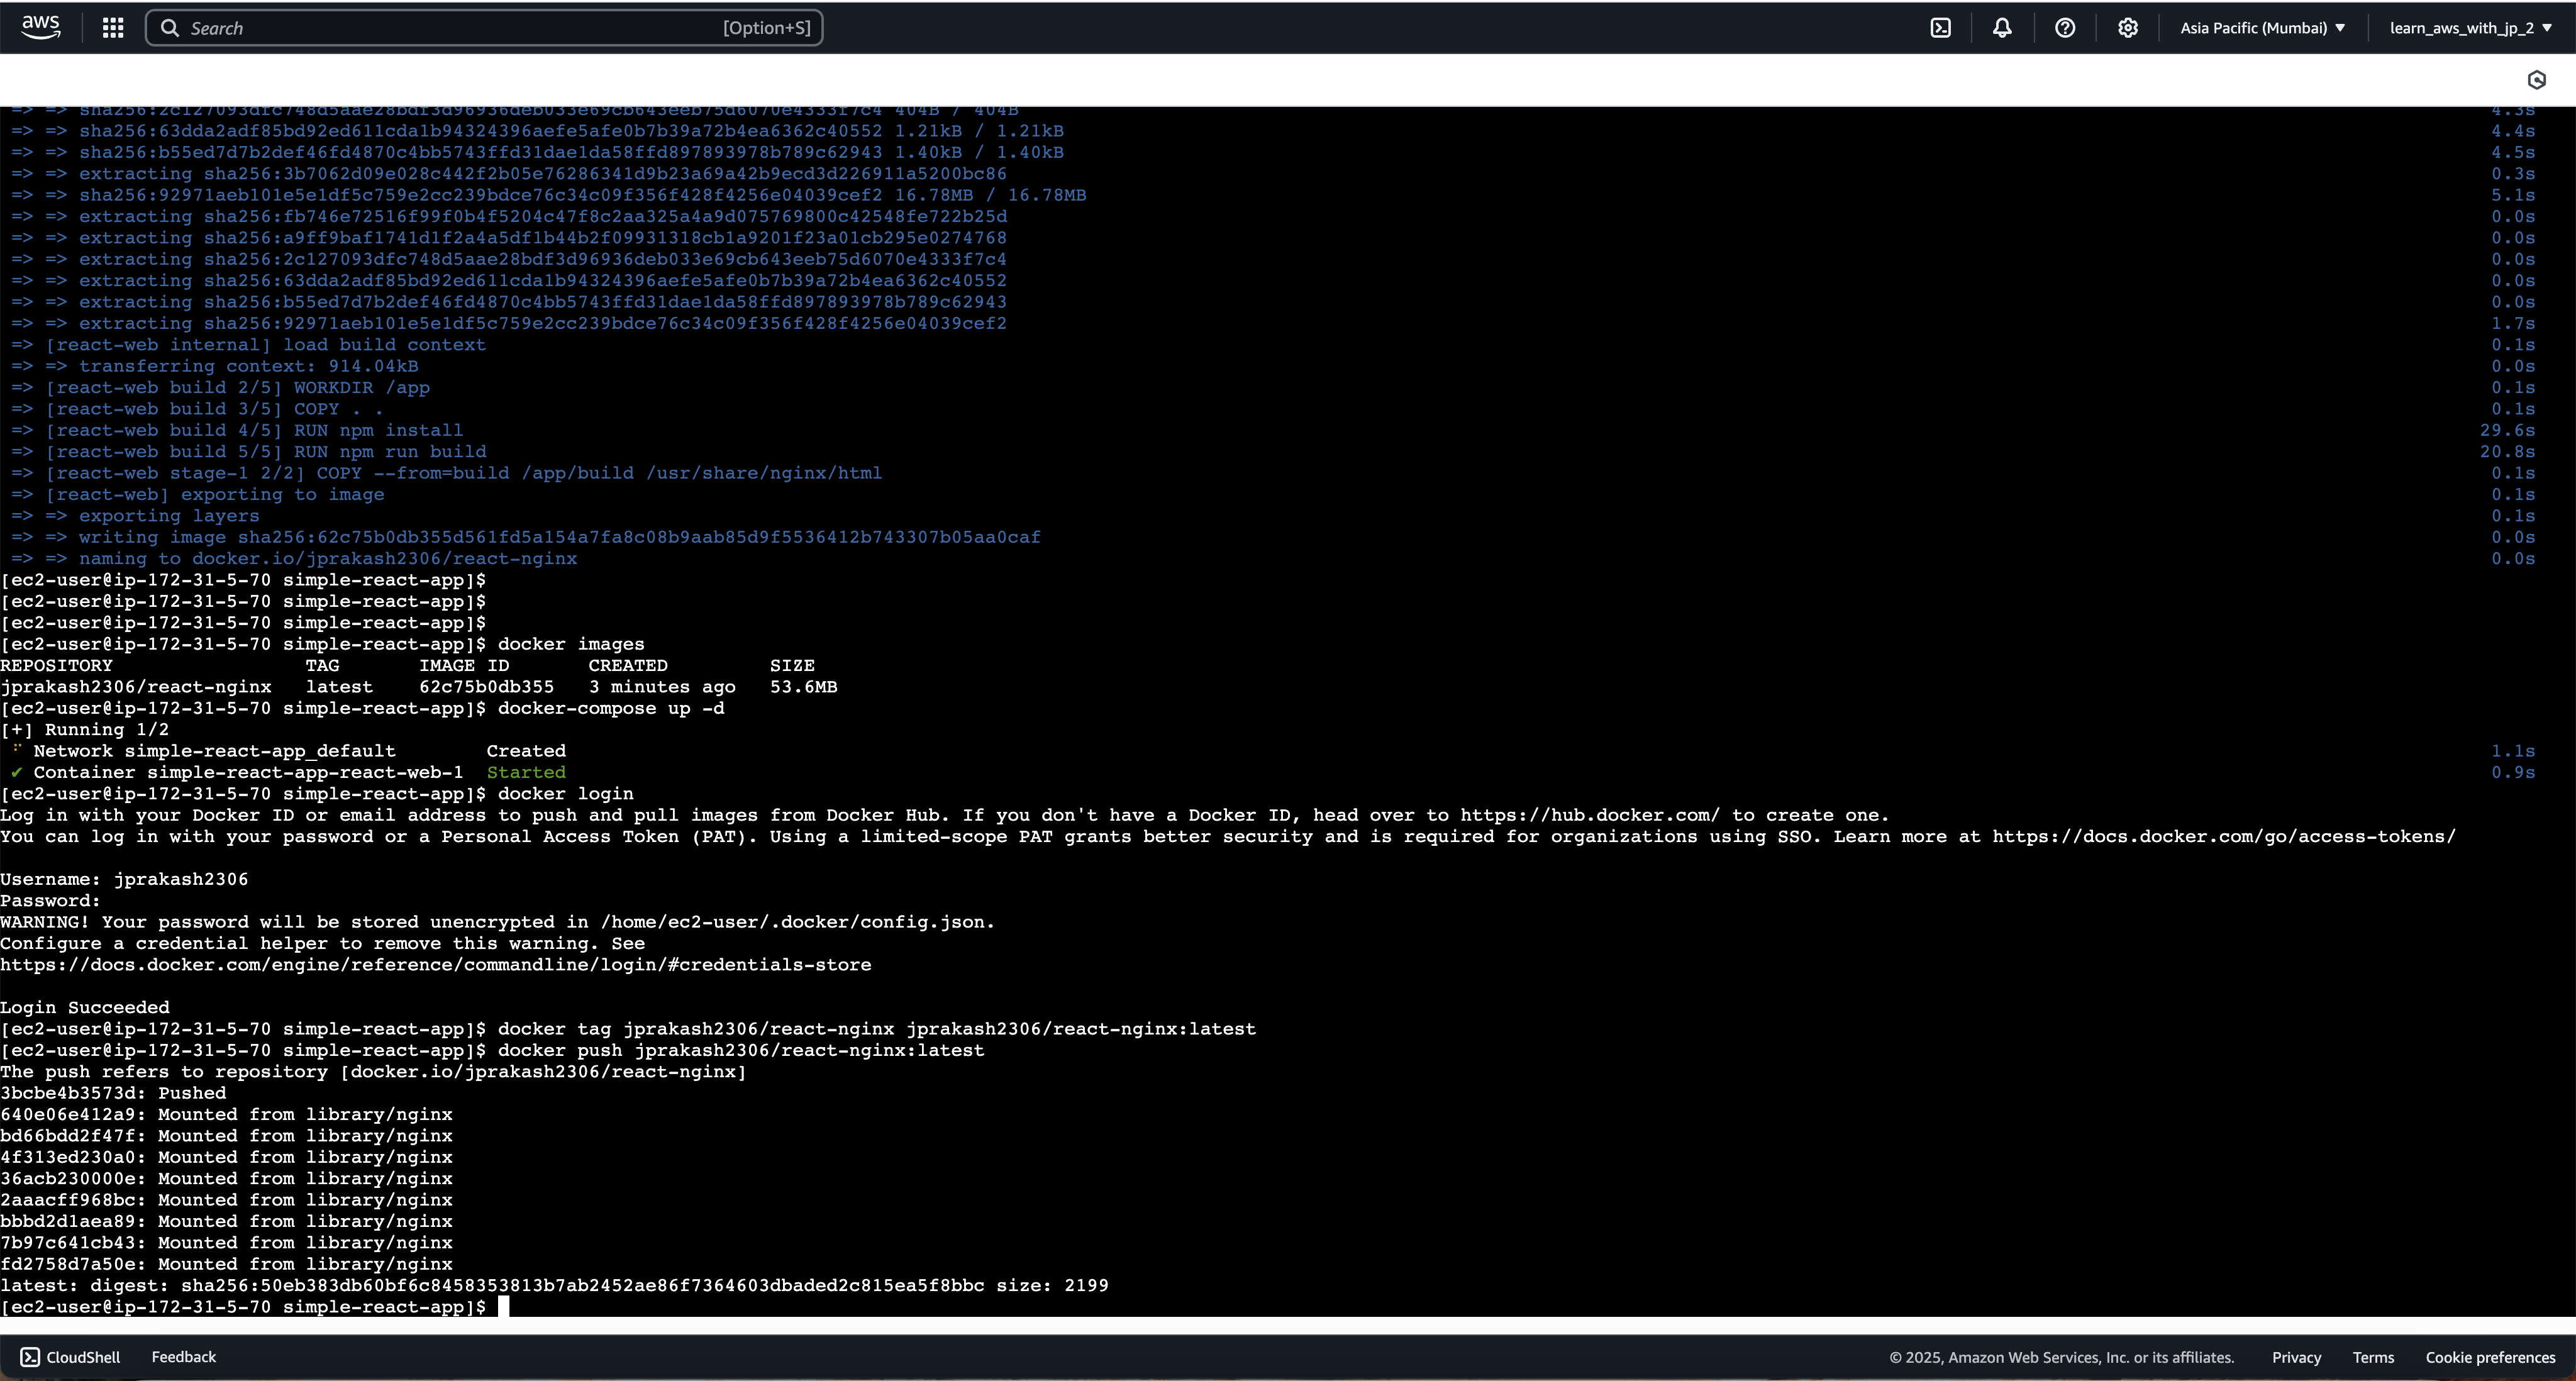 aws
Search [Option+S]
Asia Pacific (Mumbai) learn_aws_with_jp_2
=> => sha256:2c127093dfc748d5aae28bdf3d96936deb033e69cb643eeb75d6070e4333f7c4 404B / 404B 4.3s
=> => sha256:63dda2adf85bd92ed611cda1b94324396aefe5afe0b7b39a72b4ea6362c40552 1.21kB / 1.21kB 4.4s
=> => sha256:b55ed7d7b2def46fd4870c4bb5743ffd31dae1da58ffd897893978b789c62943 1.40kB / 1.40kB 4.5s
=> => extracting sha256:3b7062d09e028c442f2b05e76286341d9b23a69a42b9ecd3d226911a5200bc86 0.3s
=> => sha256:92971aeb101e5e1df5c759e2cc239bdce76c34c09f356f428f4256e04039cef2 16.78MB / 16.78MB 5.1s
=> => extracting sha256:fb746e72516f99f0b4f5204c47f8c2aa325a4a9d075769800c42548fe722b25d 0.0s
=> => extracting sha256:a9ff9baf1741d1f2a4a5df1b44b2f09931318cb1a9201f23a01cb295e0274768 0.0s
=> => extracting sha256:2c127093dfc748d5aae28bdf3d96936deb033e69cb643eeb75d6070e4333f7c4 0.0s
=> => extracting sha256:63dda2adf85bd92ed611cda1b94324396aefe5afe0b7b39a72b4ea6362c40552 0.0s
=> => extracting sha256:b55ed7d7b2def46fd4870c4bb5743ffd31dae1da58ffd897893978b789c62943 0.0s
=> => extracting sha256:92971aeb101e5e1df5c759e2cc239bdce76c34c09f356f428f4256e04039cef2 1.7s
=> [react-web internal] load build context 0.1s
=> => transferring context: 914.04kB 0.0s
=> [react-web build 2/5] WORKDIR /app 0.1s
=> [react-web build 3/5] COPY . . 0.1s
=> [react-web build 4/5] RUN npm install 29.6s
=> [react-web build 5/5] RUN npm run build 20.8s
=> [react-web stage-1 2/2] COPY --from=build /app/build /usr/share/nginx/html 0.1s
=> [react-web] exporting to image 0.1s
=> => exporting layers 0.1s
=> => writing image sha256:62c75b0db355d561fd5a154a7fa8c08b9aab85d9f5536412b743307b05aa0caf 0.0s
=> => naming to docker.io/jprakash2306/react-nginx 0.0s
[ec2-user@ip-172-31-5-70 simple-react-app]$
[ec2-user@ip-172-31-5-70 simple-react-app]$
[ec2-user@ip-172-31-5-70 simple-react-app]$
[ec2-user@ip-172-31-5-70 simple-react-app]$ docker images
REPOSITORY TAG IMAGE ID CREATED SIZE
jprakash2306/react-nginx latest 62c75b0db355 3 minutes ago 53.6MB
[ec2-user@ip-172-31-5-70 simple-react-app]$ docker-compose up -d
[+] Running 1/2
⠋ Network simple-react-app_default Created 1.1s
✔ Container simple-react-app-react-web-1 Started 0.9s
[ec2-user@ip-172-31-5-70 simple-react-app]$ docker login
Log in with your Docker ID or email address to push and pull images from Docker Hub. If you don't have a Docker ID, head over to https://hub.docker.com/ to create one.
You can log in with your password or a Personal Access Token (PAT). Using a limited-scope PAT grants better security and is required for organizations using SSO. Learn more at https://docs.docker.com/go/access-tokens/
Username: jprakash2306
Password:
WARNING! Your password will be stored unencrypted in /home/ec2-user/.docker/config.json.
Configure a credential helper to remove this warning. See
https://docs.docker.com/engine/reference/commandline/login/#credentials-store
Login Succeeded
[ec2-user@ip-172-31-5-70 simple-react-app]$ docker tag jprakash2306/react-nginx jprakash2306/react-nginx:latest
[ec2-user@ip-172-31-5-70 simple-react-app]$ docker push jprakash2306/react-nginx:latest
The push refers to repository [docker.io/jprakash2306/react-nginx]
3bcbe4b3573d: Pushed
640e06e412a9: Mounted from library/nginx
bd66bdd2f47f: Mounted from library/nginx
4f313ed230a0: Mounted from library/nginx
36acb230000e: Mounted from library/nginx
2aaacff968bc: Mounted from library/nginx
bbbd2d1aea89: Mounted from library/nginx
7b97c641cb43: Mounted from library/nginx
fd2758d7a50e: Mounted from library/nginx
latest: digest: sha256:50eb383db60bf6c8458353813b7ab2452ae86f7364603dbaded2c815ea5f8bbc size: 2199
[ec2-user@ip-172-31-5-70 simple-react-app]$
CloudShell Feedback © 2025, Amazon Web Services, Inc. or its affiliates. Privacy Terms Cookie preferences